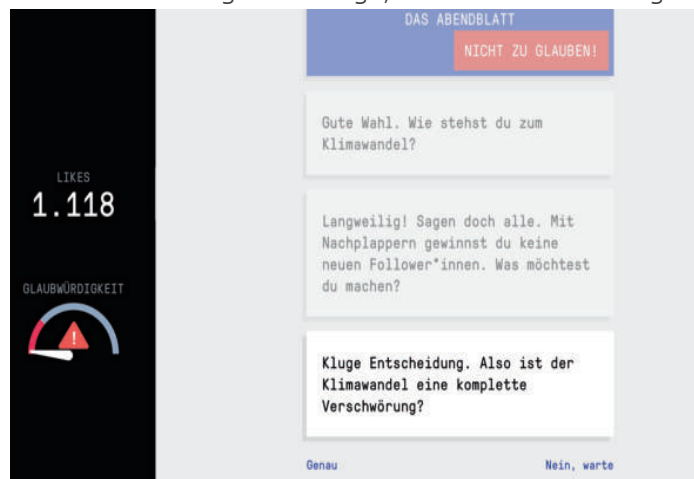 DAS ABENDBLATT
NICHT ZU GLAUBEN!
Gute Wahl. Wie stehst du zum
Klimawandel?
LIKES
1.118
Langweilig! Sagen doch alle. Mit
Nachplappern gewinnst du keine
neuen Follower*innen. Was möchtest
du machen?
GLAUBWÜRDIGKEIT
!
Kluge Entscheidung. Also ist der
Klimawandel eine komplette
Verschwörung?
Genau
Nein, warte